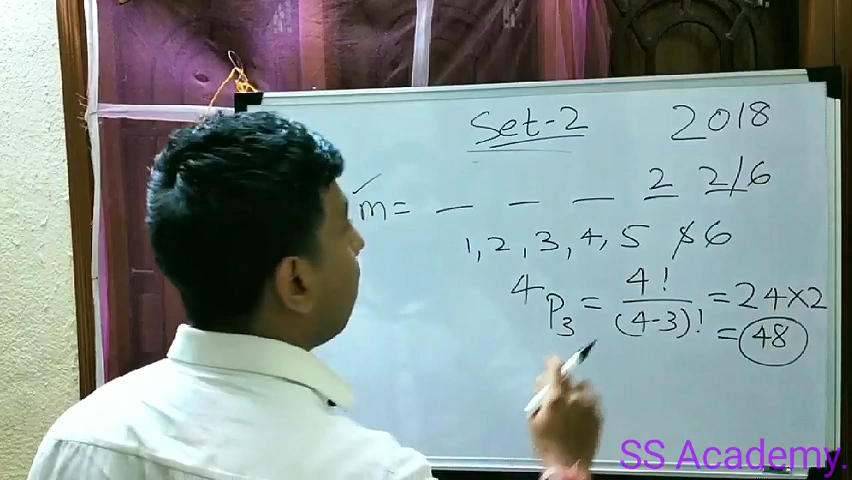 Set-2 2018
m= _ _ _ 2 2/6
1, 2, 3, 4, 5 6
4P3 = 4!/(4-3)! = 24×2
= 48
SS Academy.